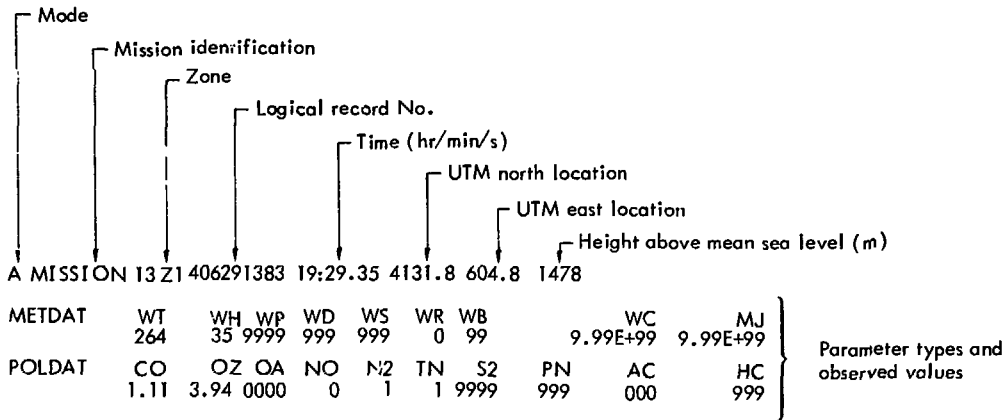 Mode
Mission identification
Zone
Logical record No.
Time (hr/min/s)
UTM north location
UTM east location
Height above mean sea level (m)
A MISSION 13 Z1 406291383 19:29.35 4131.8 604.8 1478
METDAT WT WH WP WD WS WR WB WC MJ
264 35 9999 999 999 0 99 9.99E+99 9.99E+99
POLDAT CO OZ OA NO N2 TN S2 PN AC HC
1.11 3.94 0000 0 1 1 9999 999 000 999
Parameter types and
observed values